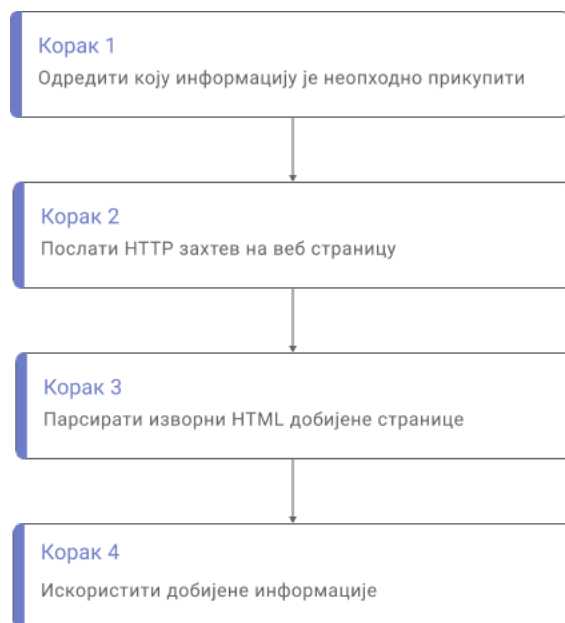 Корак 1
Одредити коју информацију је неопходно прикупити
Корак 2
Послати HTTP захтев на веб страницу
Корак 3
Парсирати изворни HTML добијене странице
Корак 4
Искористити добијене информације